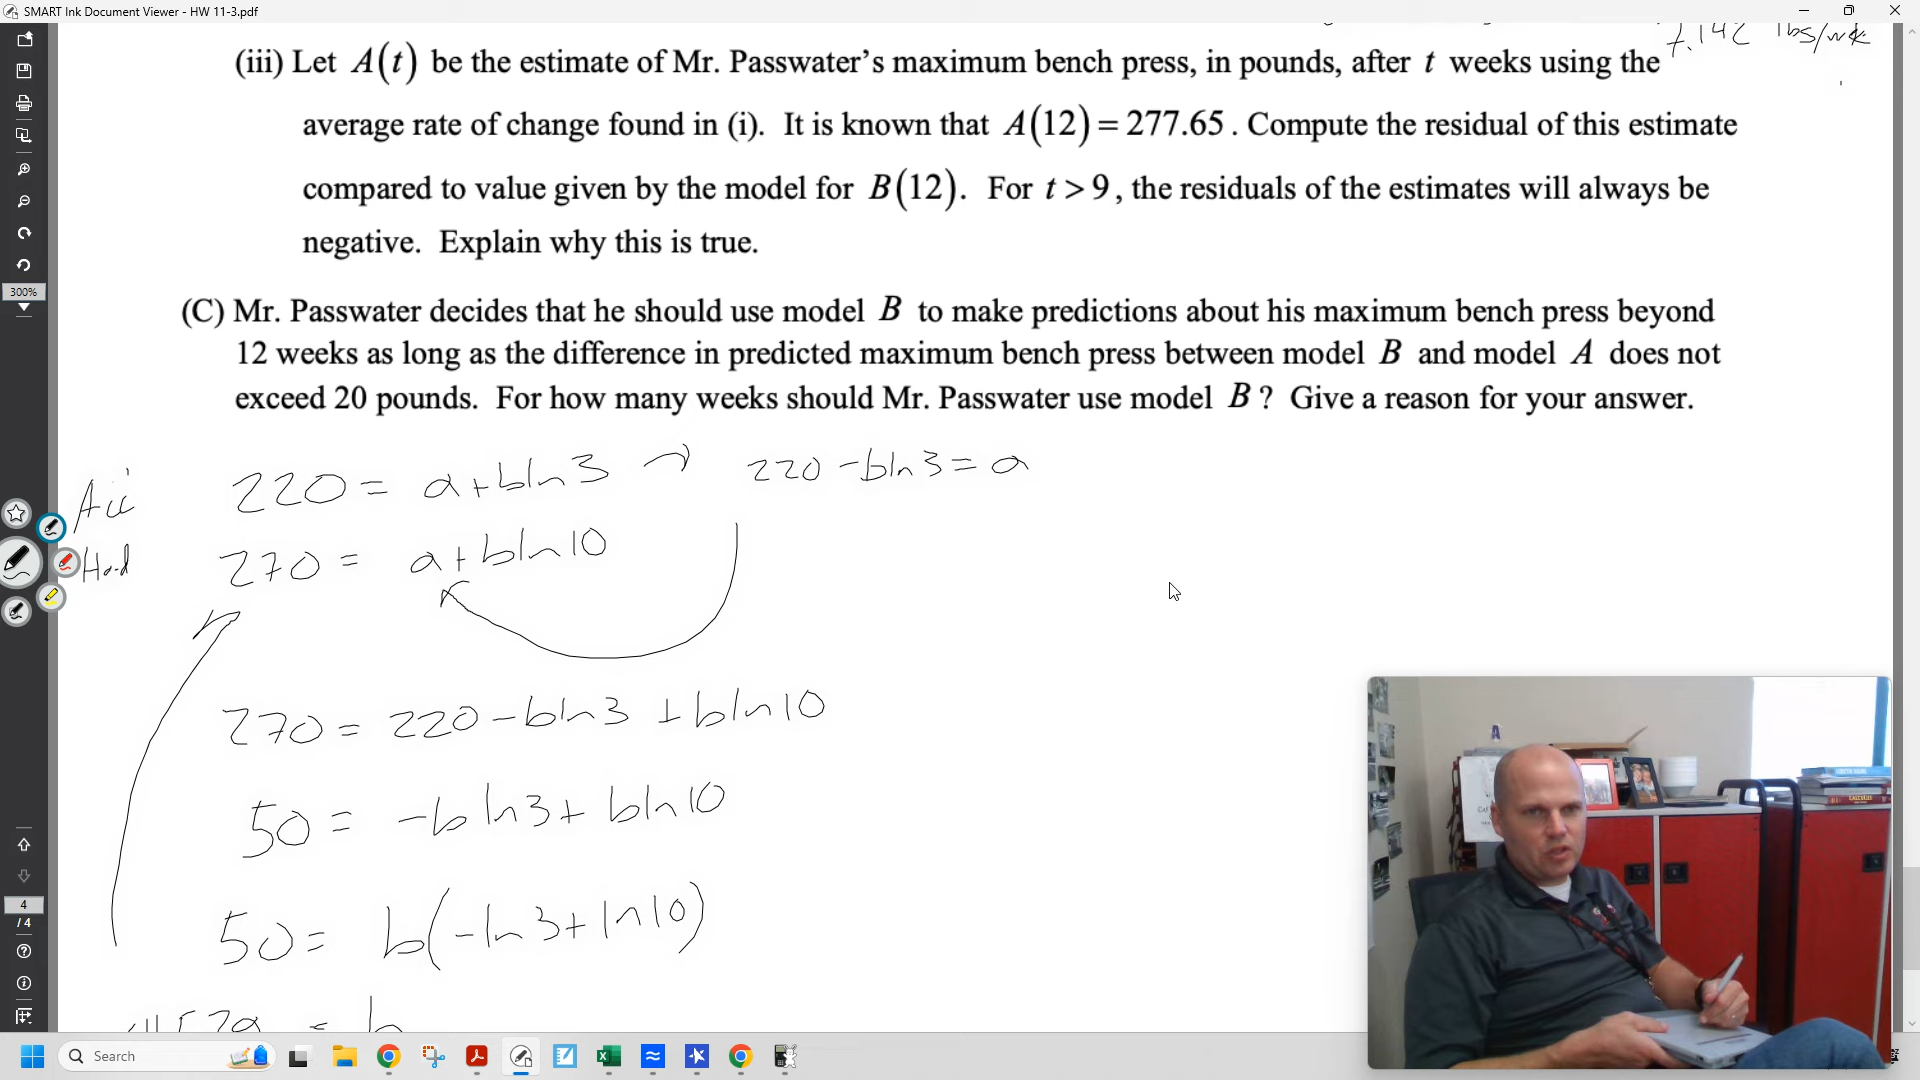 SMART Ink Document Viewer - HW 11-3.pdf
7.142 lbs/wk
(iii) Let A(t) be the estimate of Mr. Passwater’s maximum bench press, in pounds, after t weeks using the
average rate of change found in (i). It is known that A(12) = 277.65. Compute the residual of this estimate
compared to value given by the model for B(12). For t > 9, the residuals of the estimates will always be
negative. Explain why this is true.
300%
(C) Mr. Passwater decides that he should use model B to make predictions about his maximum bench press beyond
12 weeks as long as the difference in predicted maximum bench press between model B and model A does not
exceed 20 pounds. For how many weeks should Mr. Passwater use model B? Give a reason for your answer.
220 = a + b ln 3 → 220 - b ln 3 = a
270 = a + b ln 10
270 = 220 - b ln 3 + b ln 10
50 = -b ln 3 + b ln 10
50 = b(-ln 3 + ln 10)
= b
4
/ 4
Search
CALCULUS